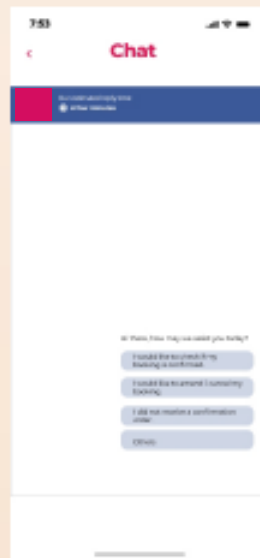 7:53
Chat
Hi There, how may we assist you today?
I would like to check if my
booking is confirmed.
I would like to amend / cancel my
booking.
I did not receive a confirmation
Others